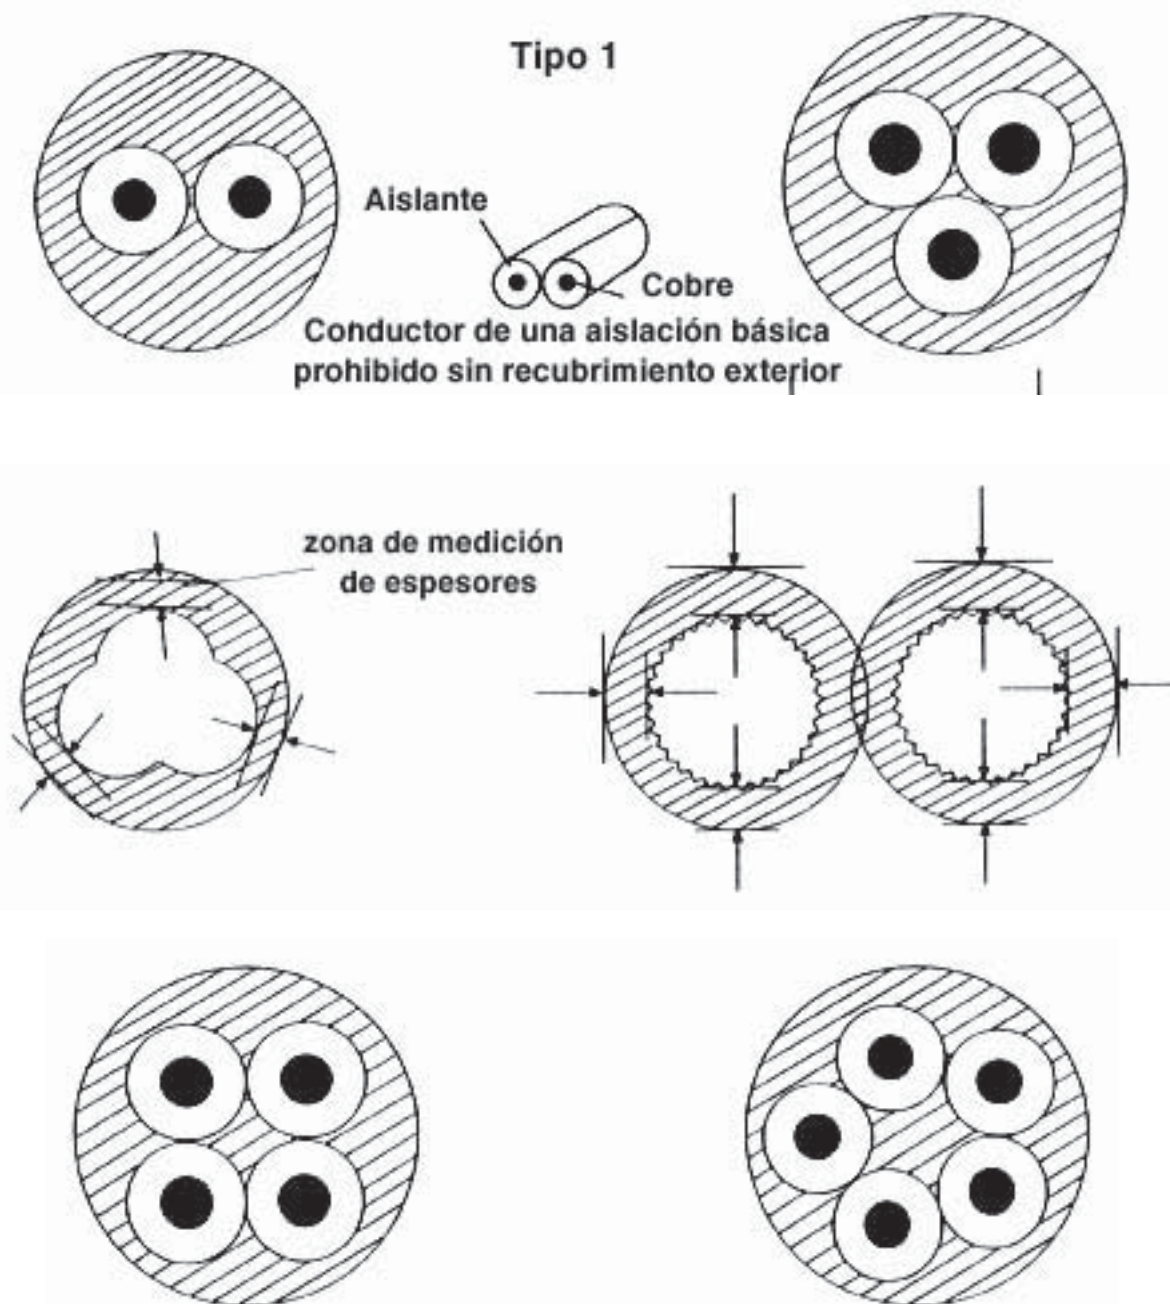 Tipo 1
Aislante
Cobre
Conductor de una aislación básica
prohibido sin recubrimiento exterior
zona de medición
de espesores